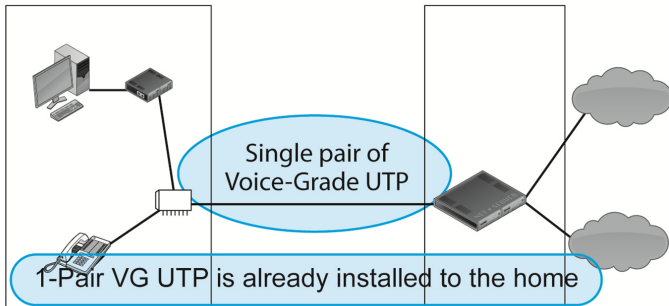 Single pair of
Voice-Grade UTP
1-Pair VG UTP is already installed to the home